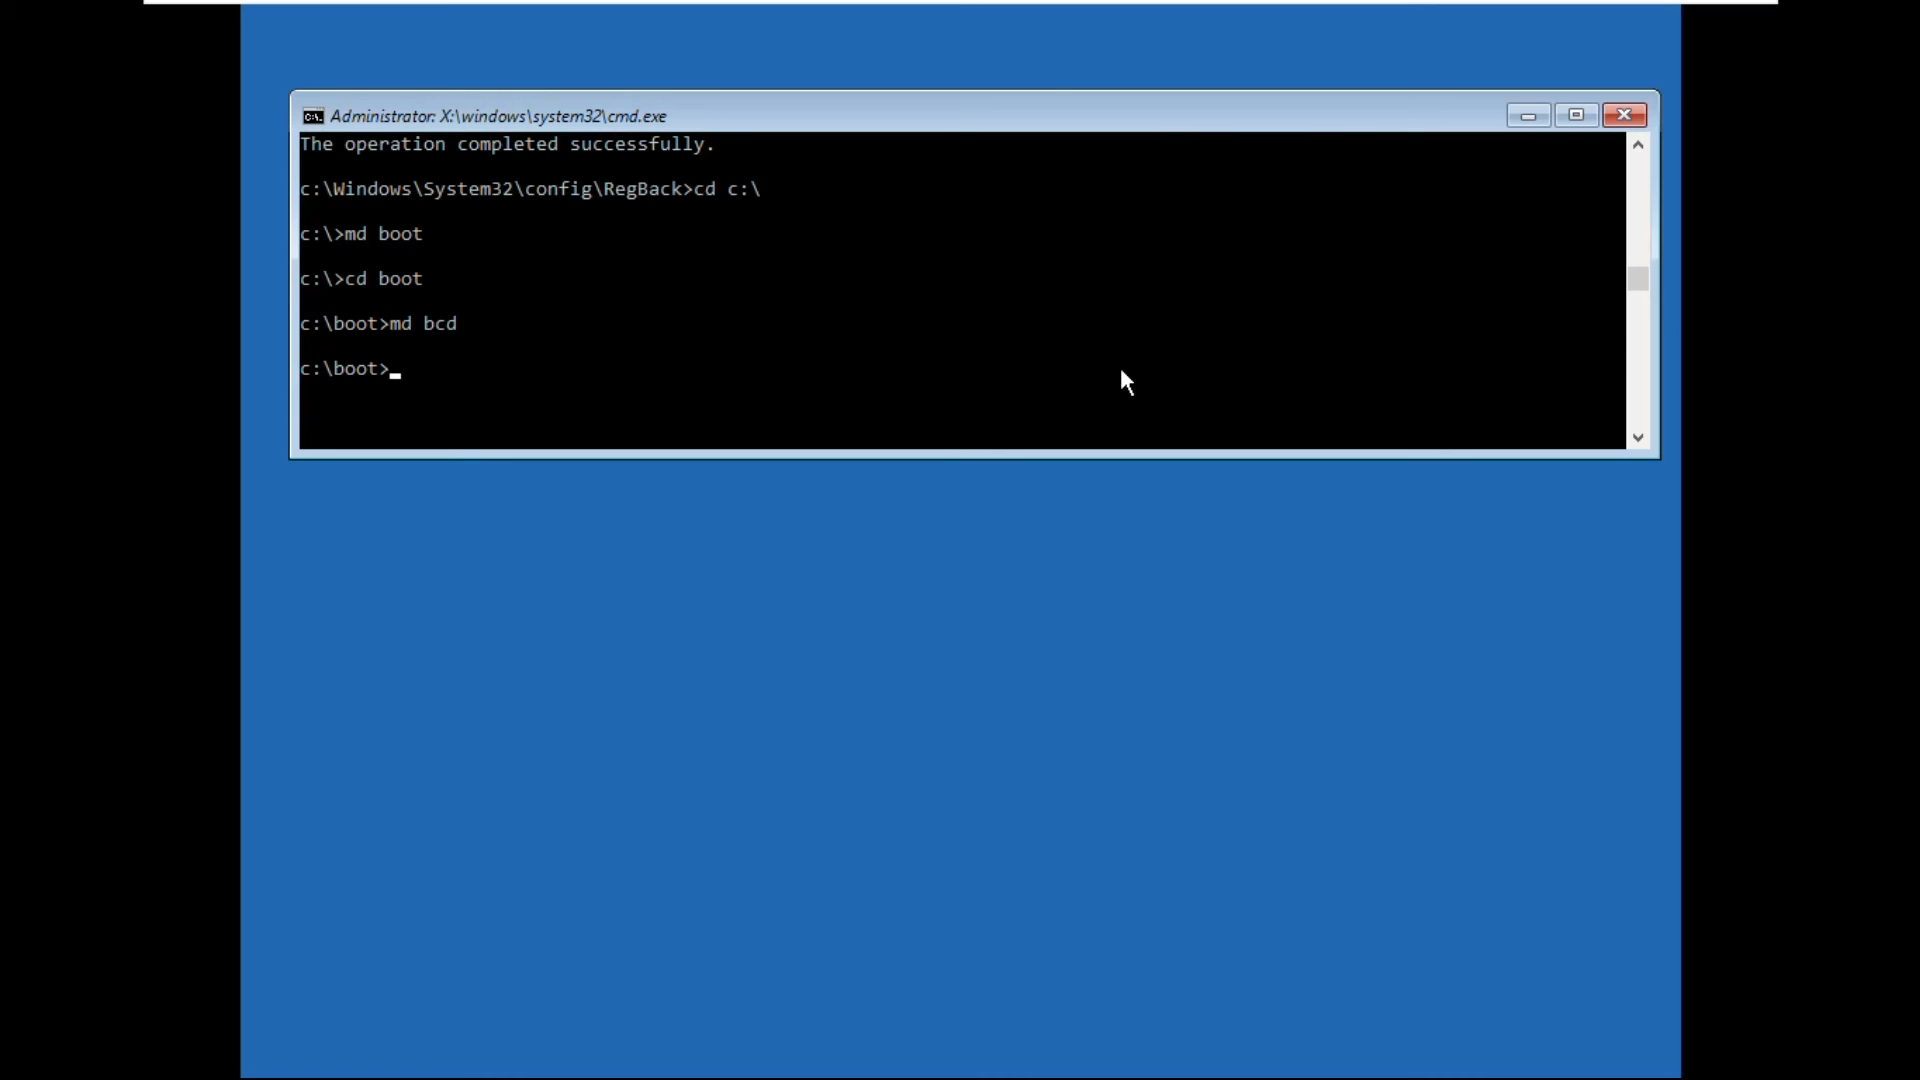 Administrator: X:\windows\system32\cmd.exe
The operation completed successfully.
c:\Windows\System32\config\RegBack>cd c:\
c:\>md boot
c:\>cd boot
c:\boot>md bcd
c:\boot>